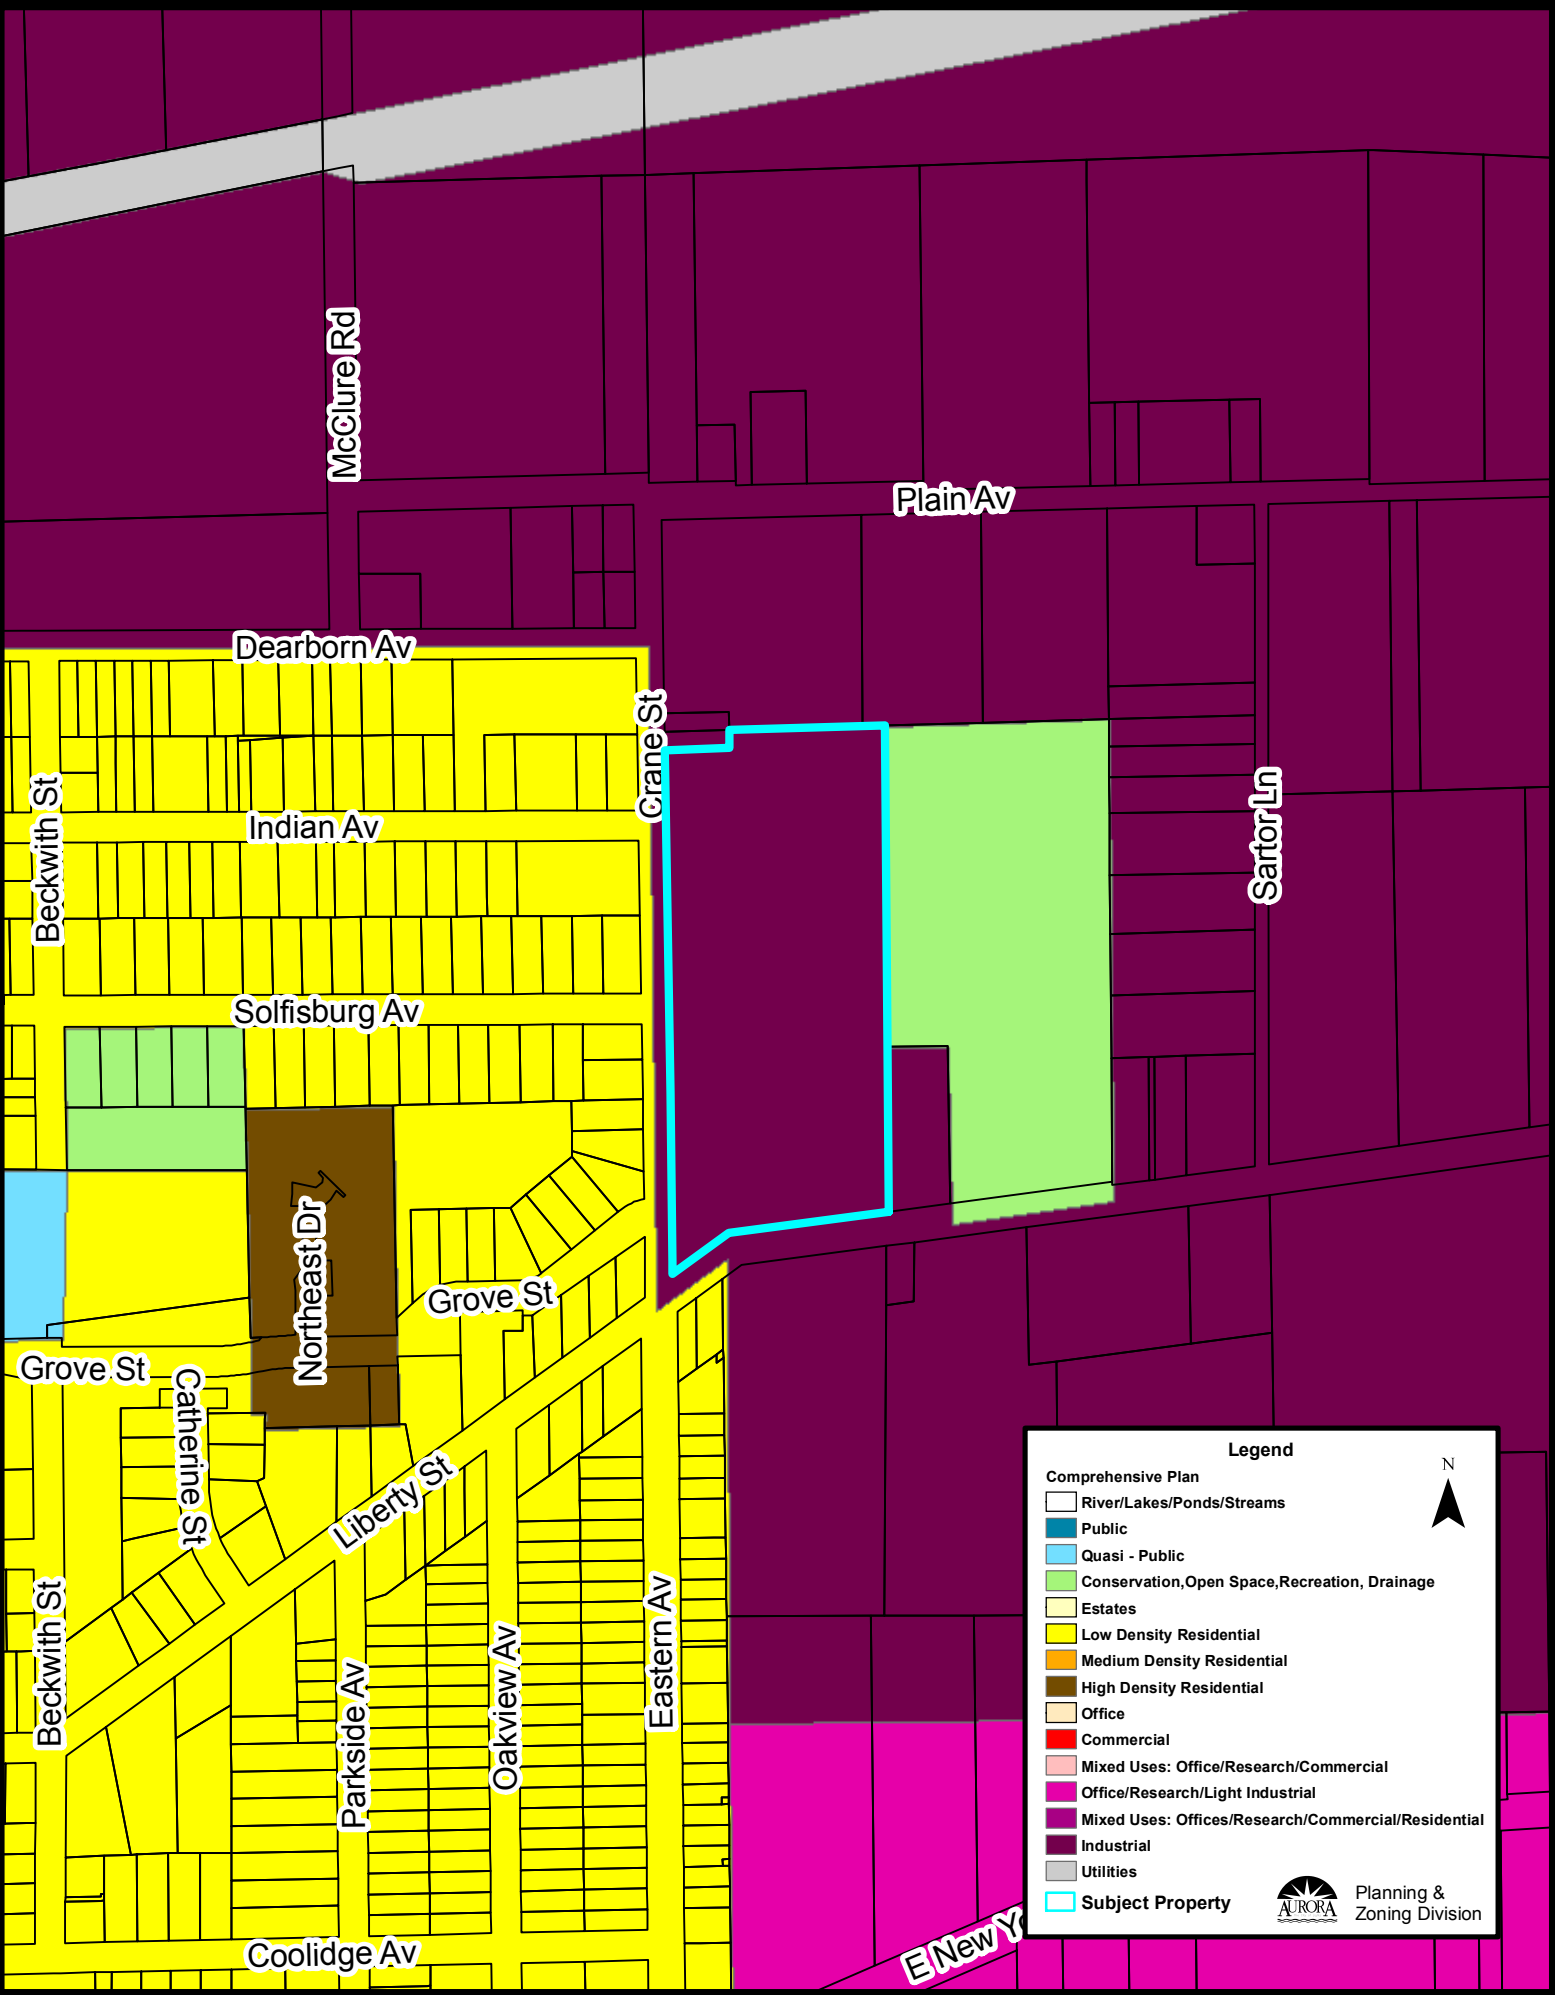 McClure Rd
Plain Av
Dearborn Av
Crane St
Beckwith St
Indian Av
Sartor Ln
Solfisburg Av
Northeast Dr
Grove St
Grove St
Catherine St
Liberty St
Beckwith St
Parkside Av
Oakview Av
Eastern Av
Coolidge Av
E New
Legend
N
Comprehensive Plan
River/Lakes/Ponds/Streams
Public
Quasi - Public
Conservation,Open Space,Recreation, Drainage
Estates
Low Density Residential
Medium Density Residential
High Density Residential
Office
Commercial
Mixed Uses: Office/Research/Commercial
Office/Research/Light Industrial
Mixed Uses: Offices/Research/Commercial/Residential
Industrial
Utilities
Subject Property
AURORA
Planning &
Zoning Division